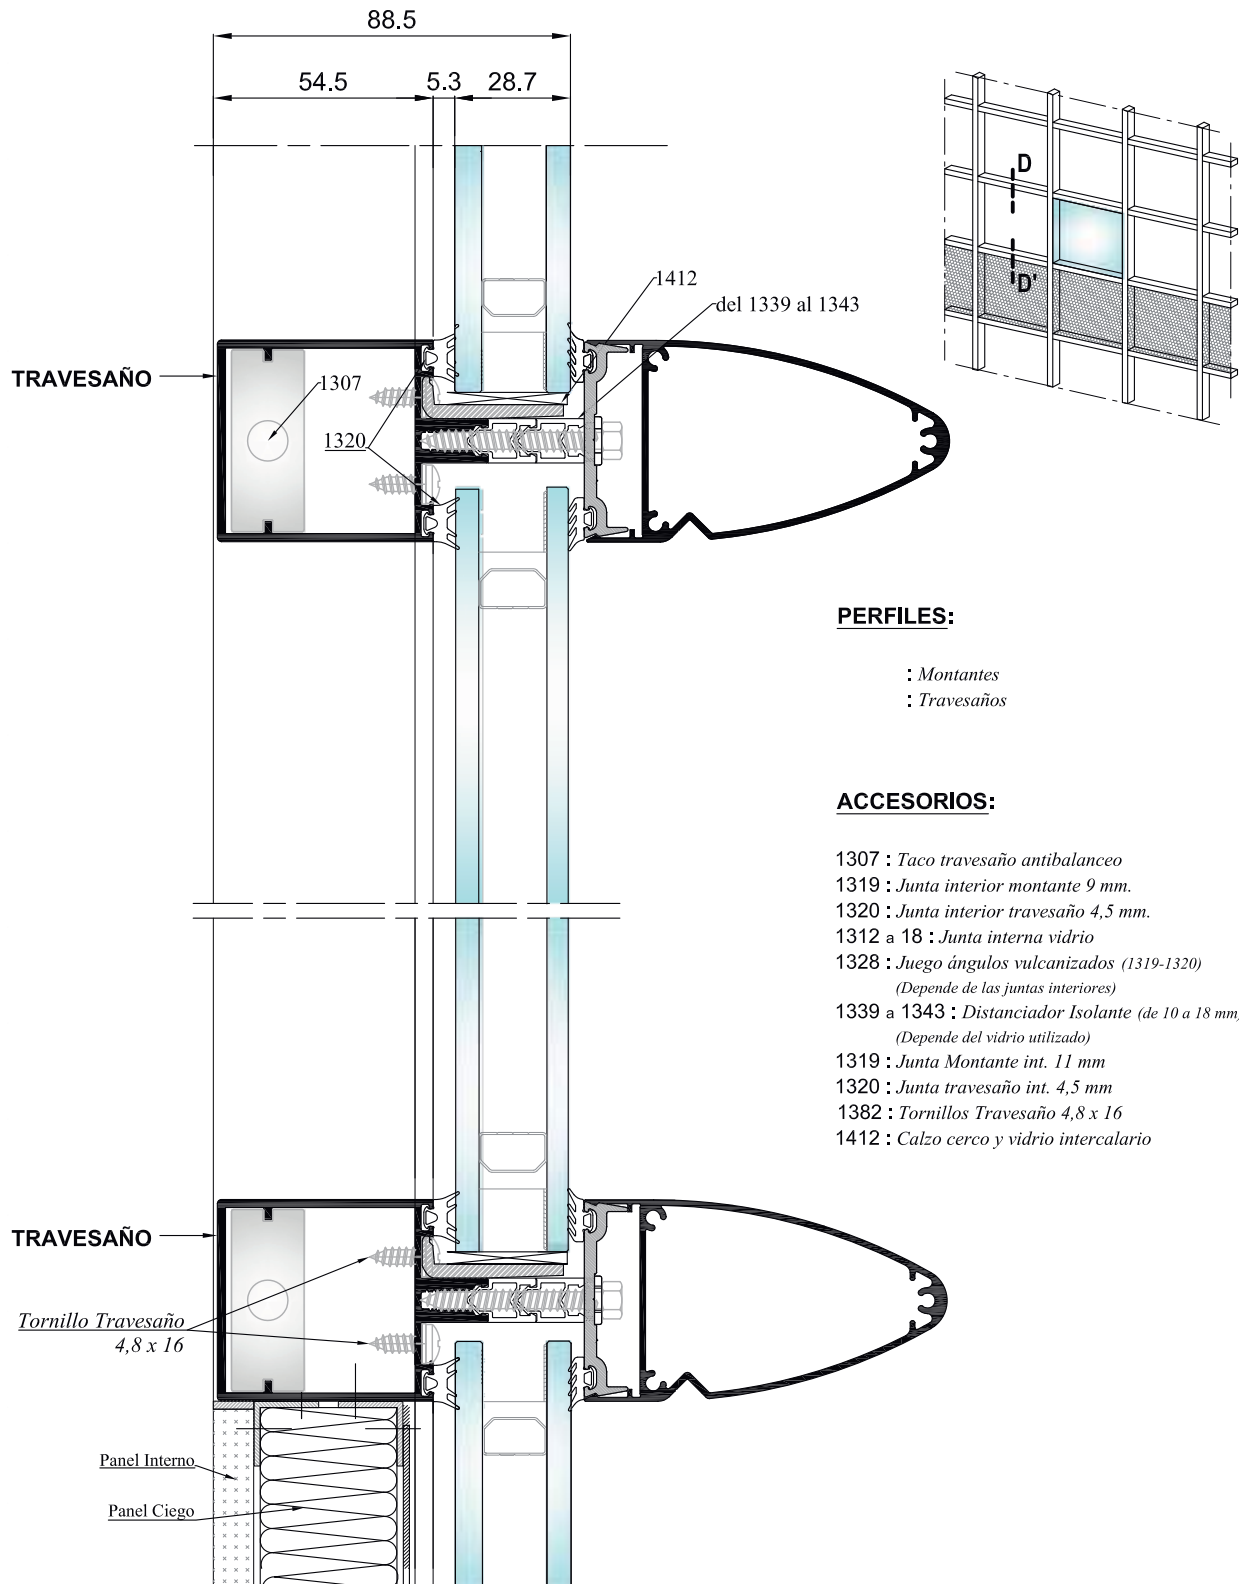 88.5
54.5 5.3 28.7
D
D'
1412
del 1339 al 1343
TRAVESAÑO
1307
1320
PERFILES:
: Montantes
: Travesaños
ACCESORIOS:
1307 : Taco travesaño antibalanceo
1319 : Junta interior montante 9 mm.
1320 : Junta interior travesaño 4,5 mm.
1312 a 18 : Junta interna vidrio
1328 : Juego ángulos vulcanizados (1319-1320)
(Depende de las juntas interiores)
1339 a 1343 : Distanciador Isolante (de 10 a 18 mm)
(Depende del vidrio utilizado)
1319 : Junta Montante int. 11 mm
1320 : Junta travesaño int. 4,5 mm
1382 : Tornillos Travesaño 4,8 x 16
1412 : Calzo cerco y vidrio intercalario
TRAVESAÑO
Tornillo Travesaño
4,8 x 16
Panel Interno
Panel Ciego